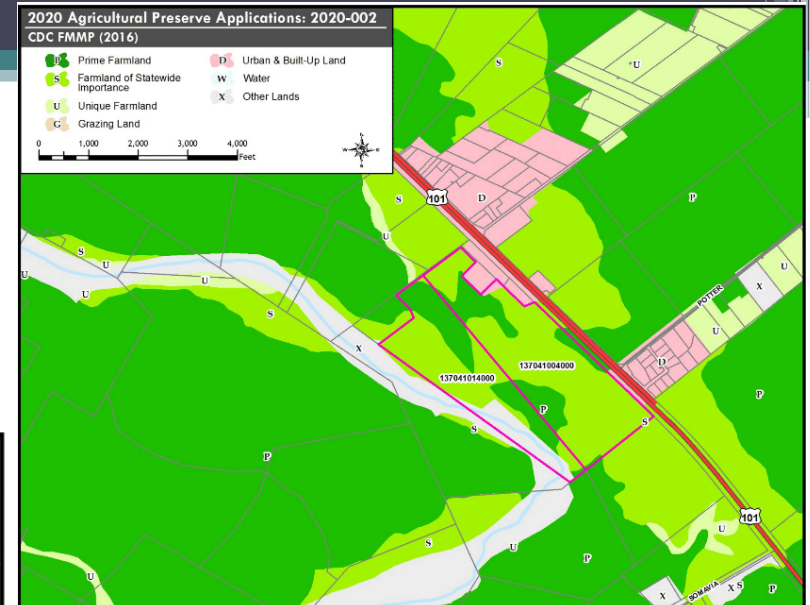 2020 Agricultural Preserve Applications: 2020-002
CDC FMMP (2016)
P Prime Farmland
S Farmland of Statewide
Importance
U Unique Farmland
G Grazing Land
D Urban & Built-Up Land
W Water
X Other Lands
0 1,000 2,000 3,000 4,000
Feet
S
U
P
S
101
D
U
S
U
U
U
U
S
X
POTTER
X
U
U
D
P
137041004000
137041014000
P
S
S
P
101
U
S
U
P
U
SOMAVIA
X
X S
P